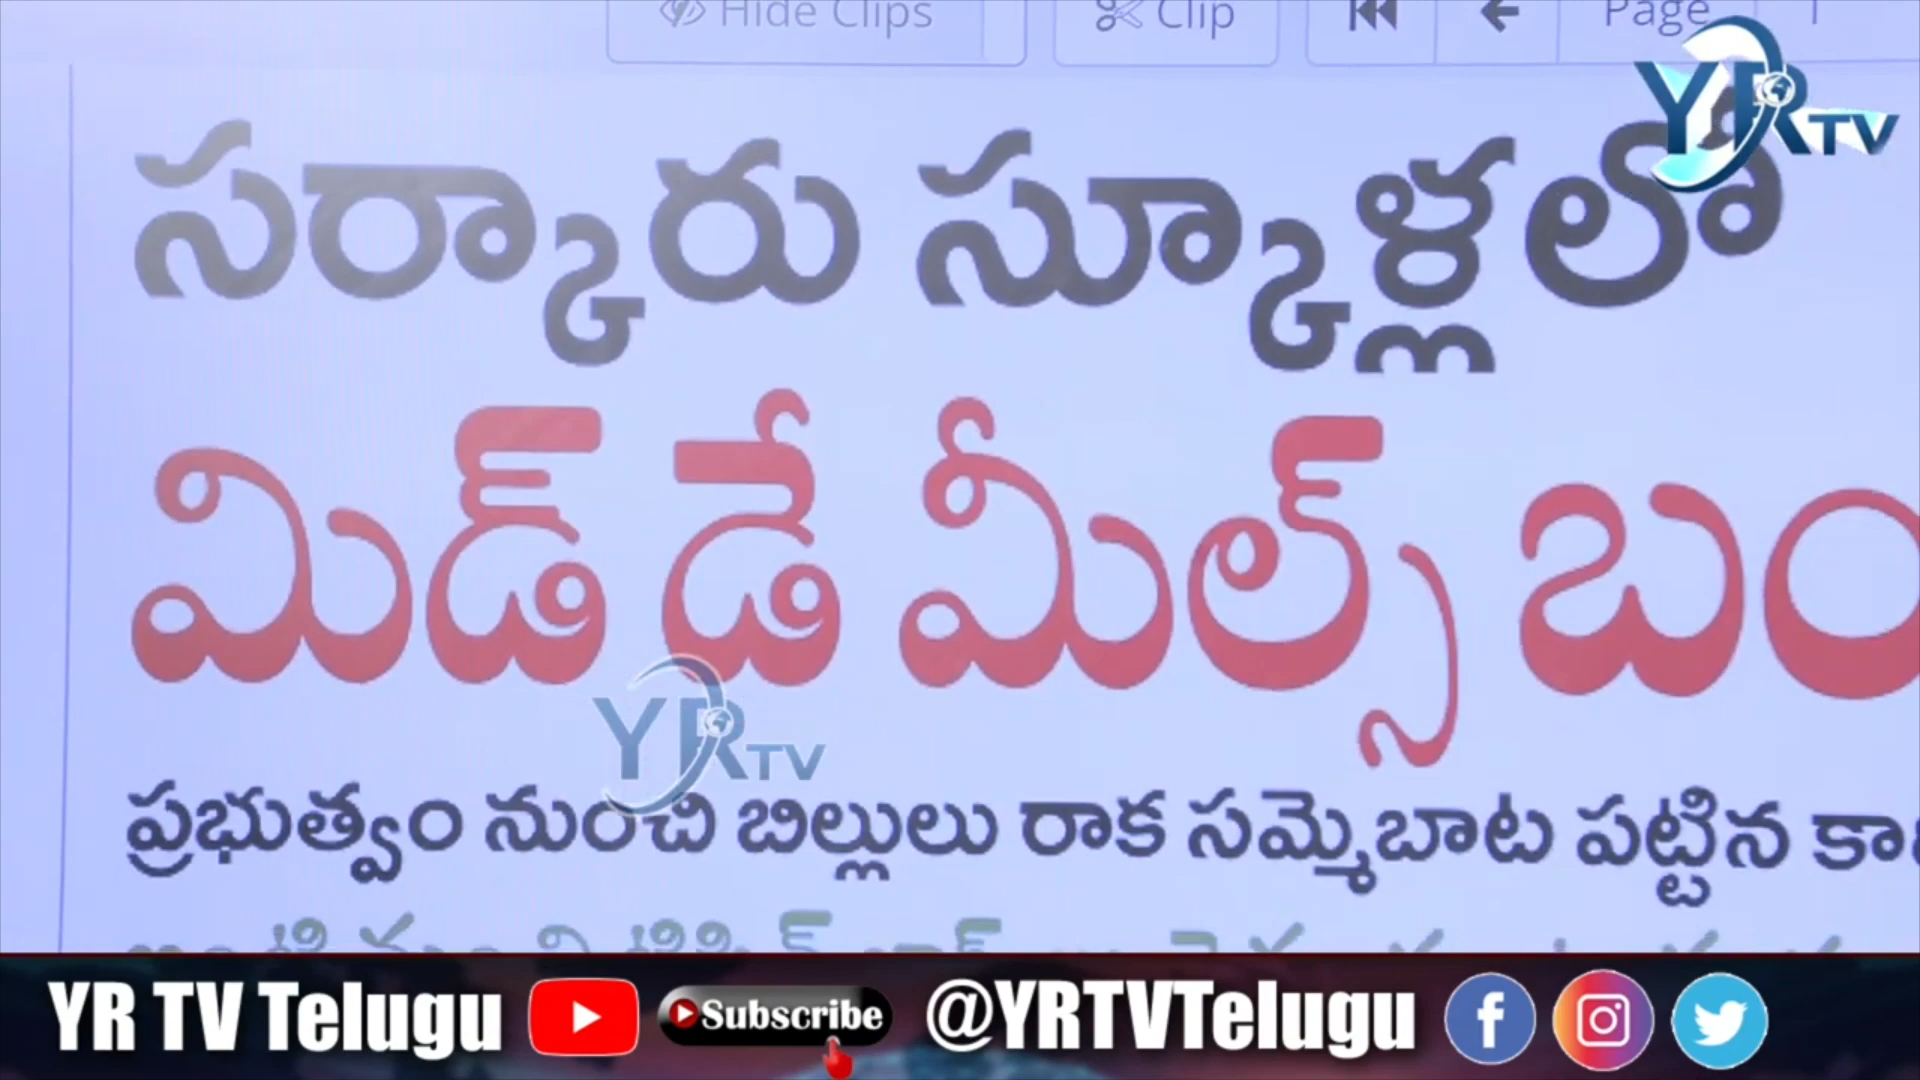 Hide Clips Clip Page
YRTV
సర్కారు స్కూళ్లలో
మిడ్ డే మీల్స్ బం
YRTV
ప్రభుత్వం నుంచి బిల్లులు రాక సమ్మెబాట పట్టిన
YR TV Telugu Subscribe @YRTVTelugu